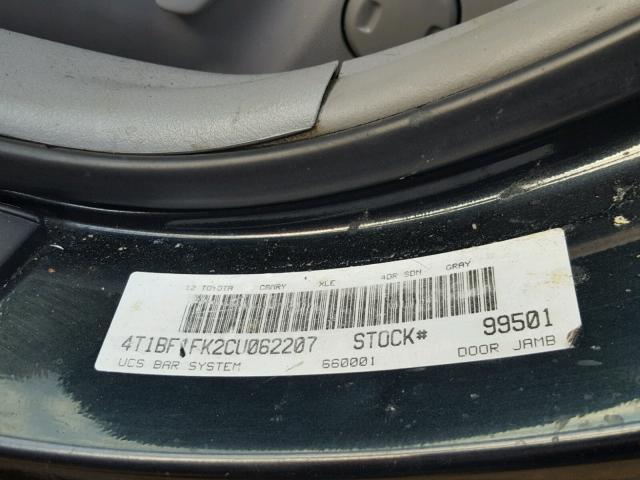 12 TOYOTA CAMRY XLE 4DR SDN GRAY
4T1BF1FK2CU062207 STOCK# 99501
UCS BAR SYSTEM 660001 DOOR JAMB